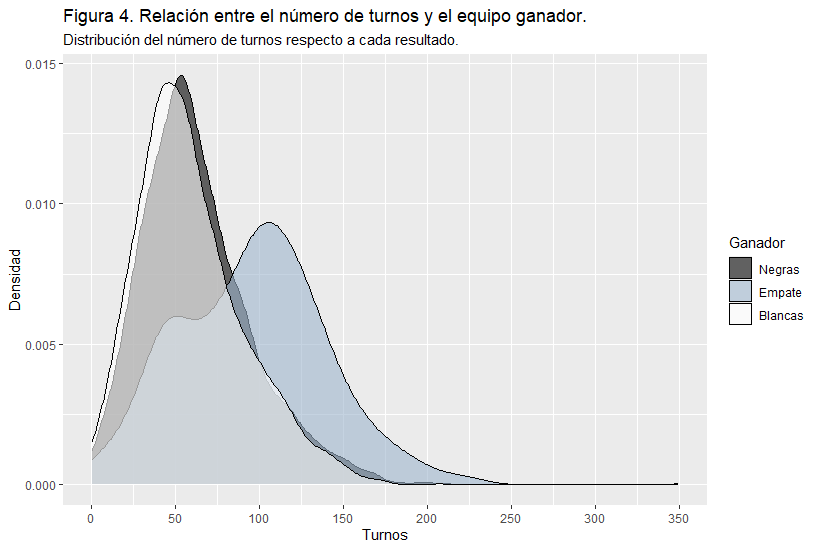 Figura 4. Relación entre el número de turnos y el equipo ganador.
Distribución del número de turnos respecto a cada resultado.
0.015
0.010
0.005
0.000
Densidad
0 50 100 150 200 250 300 350
Turnos
Ganador
Negras
Empate
Blancas